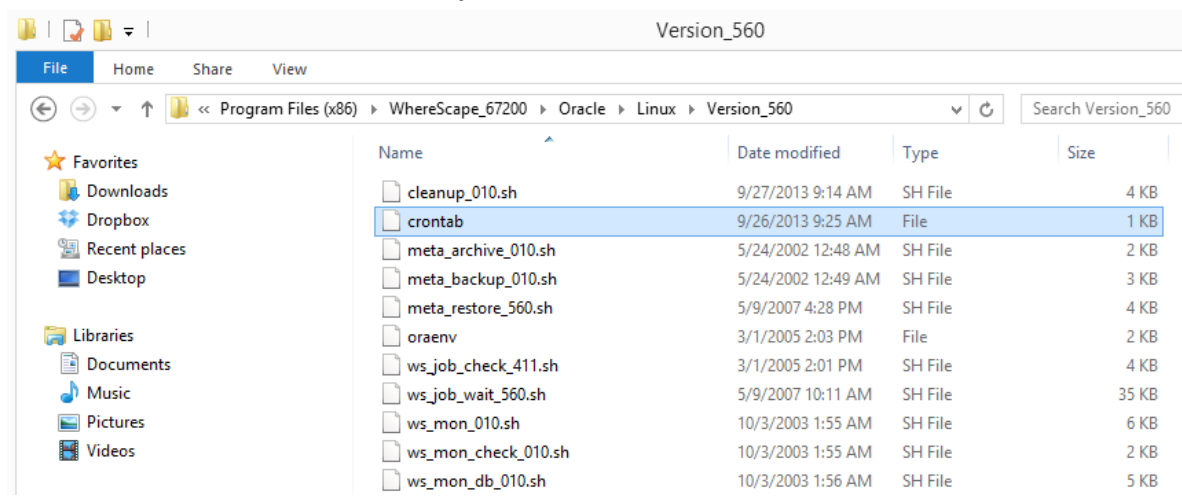 Version_560
File Home Share View
« Program Files (x86) WhereScape_67200 Oracle Linux Version_560 Search Version_560
Favorites
Downloads
Dropbox
Recent places
Desktop
Libraries
Documents
Music
Pictures
Videos
Name Date modified Type Size
cleanup_010.sh 9/27/2013 9:14 AM SH File 4 KB
crontab 9/26/2013 9:25 AM File 1 KB
meta_archive_010.sh 5/24/2002 12:48 AM SH File 2 KB
meta_backup_010.sh 5/24/2002 12:49 AM SH File 3 KB
meta_restore_560.sh 5/9/2007 4:28 PM SH File 4 KB
oraenv 3/1/2005 2:03 PM File 2 KB
ws_job_check_411.sh 3/1/2005 2:01 PM SH File 4 KB
ws_job_wait_560.sh 5/9/2007 10:11 AM SH File 35 KB
ws_mon_010.sh 10/3/2003 1:55 AM SH File 6 KB
ws_mon_check_010.sh 10/3/2003 1:55 AM SH File 2 KB
ws_mon_db_010.sh 10/3/2003 1:56 AM SH File 5 KB